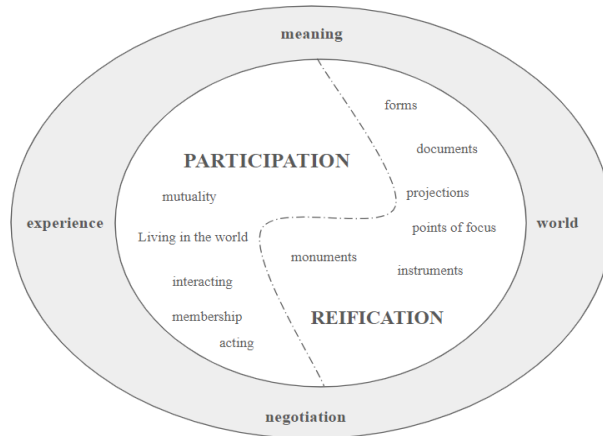 meaning
forms
documents
PARTICIPATION
mutuality
projections
experience
world
points of focus
Living in the world
monuments
instruments
interacting
membership
REIFICATION
acting
negotiation